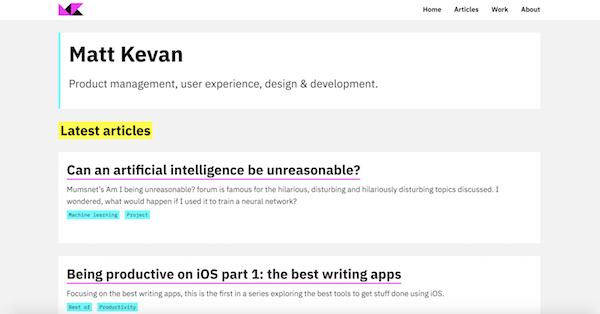 Home Articles Work About
Matt Kevan
Product management, user experience, design & development.
Latest articles
Can an artificial intelligence be unreasonable?
Mumsnet's Am I being unreasonable? forum is famous for the hilarious, disturbing and hilariously disturbing topics discussed. I
wondered, what would happen if I used it to train a neural network?
Machine learning Project
Being productive on iOS part 1: the best writing apps
Focusing on the best writing apps, this is the first in a series exploring the best tools to get stuff done using iOS.
Best of Productivity